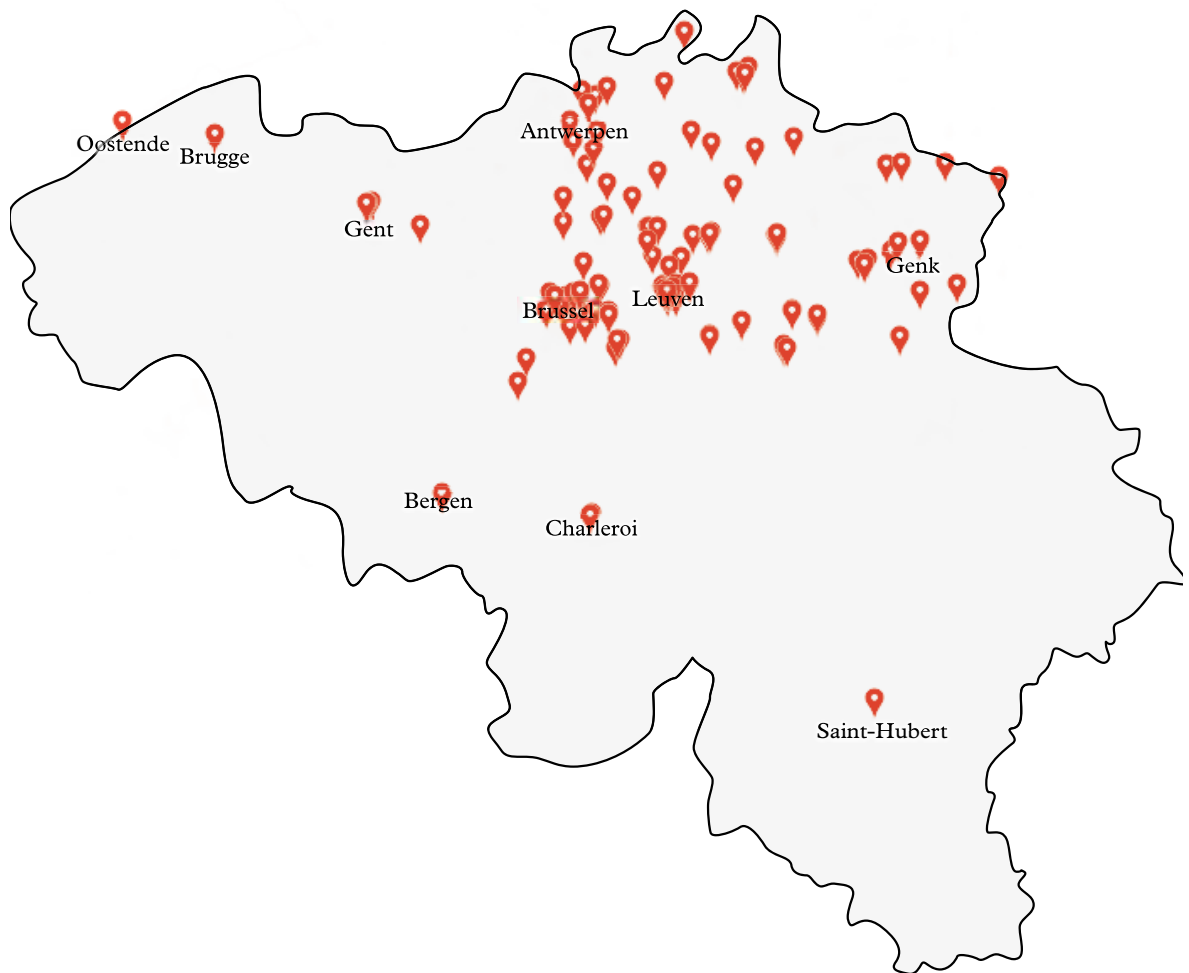 Antwerpen
Oostende
Brugge
Gent
Genk
Leuven
Brussel
Bergen
Charleroi
Saint-Hubert